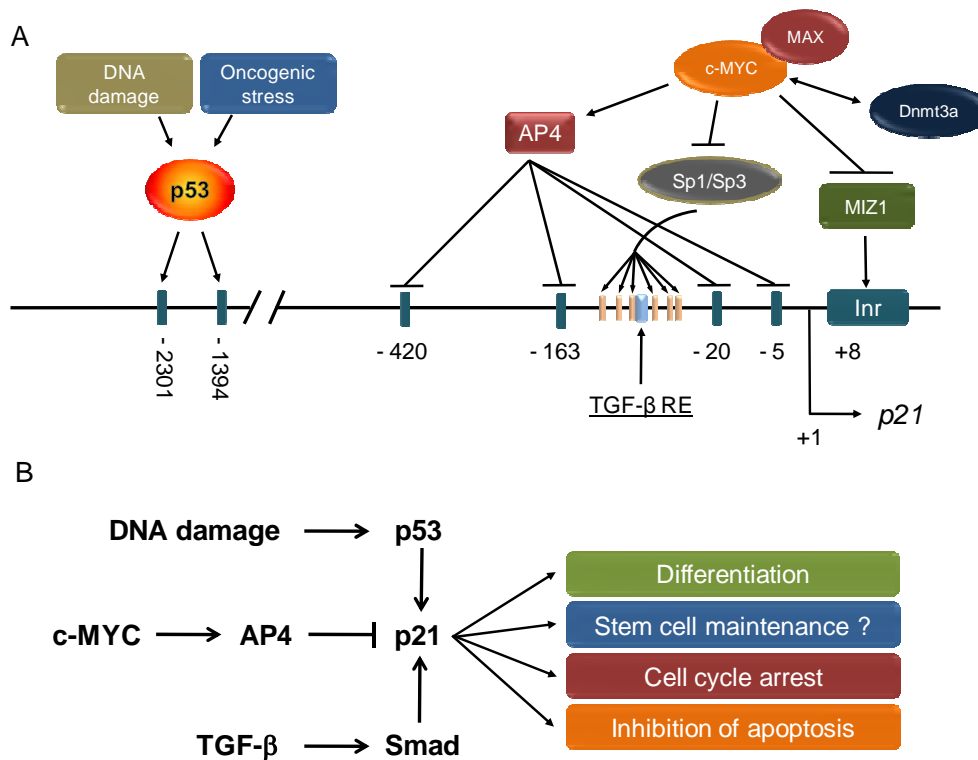 A
DNA
damage
Oncogenic
stress
p53
MAX
c-MYC
Dnmt3a
AP4
Sp1/Sp3
MIZ1
Inr
- 2301
- 1394
- 420
- 163
- 20
- 5
+8
TGF-β RE
+1
p21
B
DNA damage
p53
c-MYC
AP4
p21
TGF-β
Smad
Differentiation
Stem cell maintenance ?
Cell cycle arrest
Inhibition of apoptosis